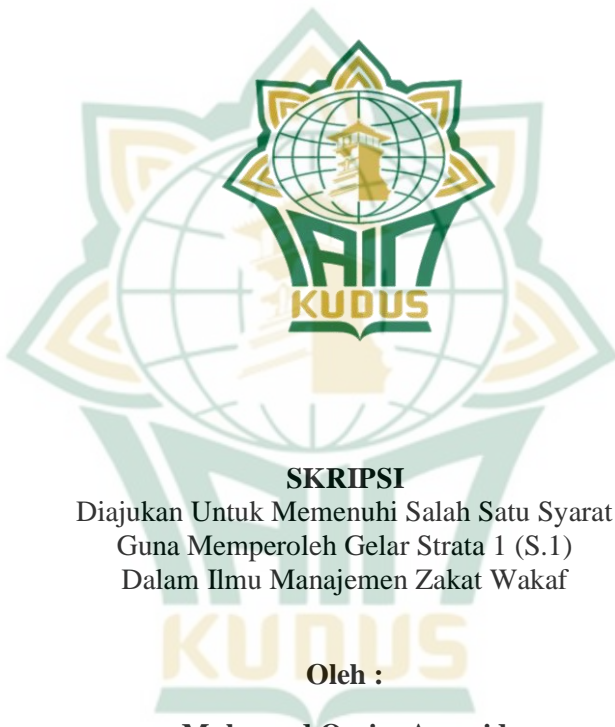 IAIN
KUDUS
SKRIPSI
Diajukan Untuk Memenuhi Salah Satu Syarat
Guna Memperoleh Gelar Strata 1 (S.1)
Dalam Ilmu Manajemen Zakat Wakaf
KUDUS
Oleh :